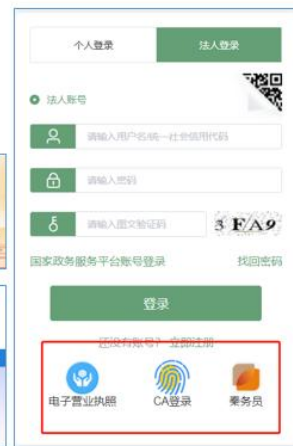 个人登录 法人登录
法人账号
请输入用户名/统一社会信用代码
请输入密码
请输入图文验证码 3 F/A9
国家政务服务平台账号登录 找回密码
登录
还没有账号？ 立即注册
电子营业执照 CA登录 秦务员